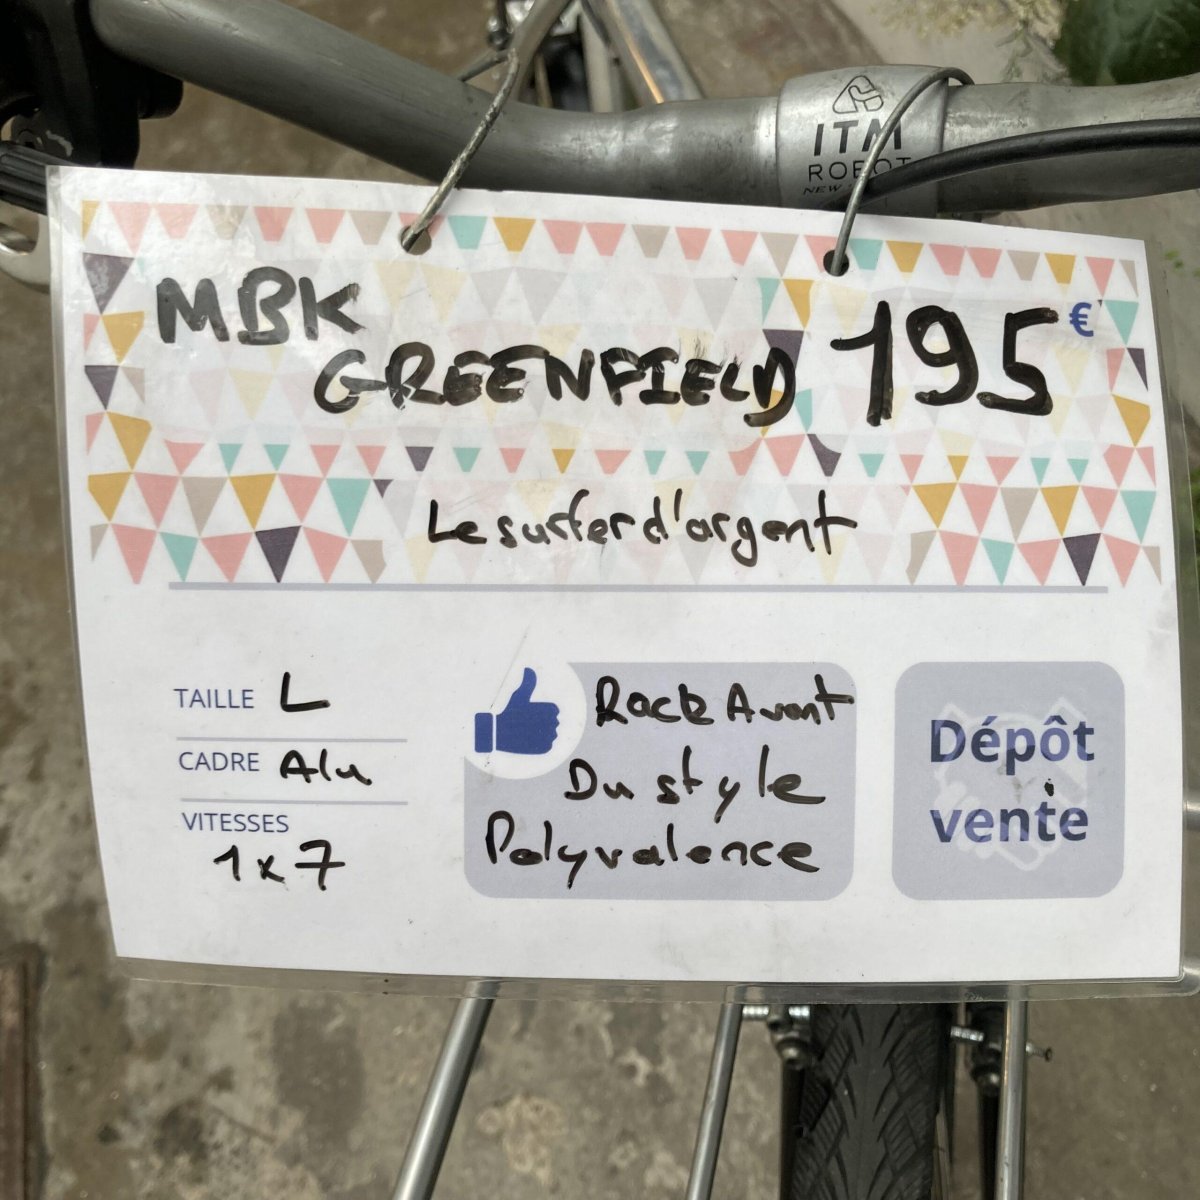 ITM
ROBOT
NEW
MBK
GREENFIELD
195 €
Le surfer d'argent
TAILLE L
CADRE Alu
VITESSES
1x7
Rack Avant
Du style
Polyvalence
Dépôt
vente